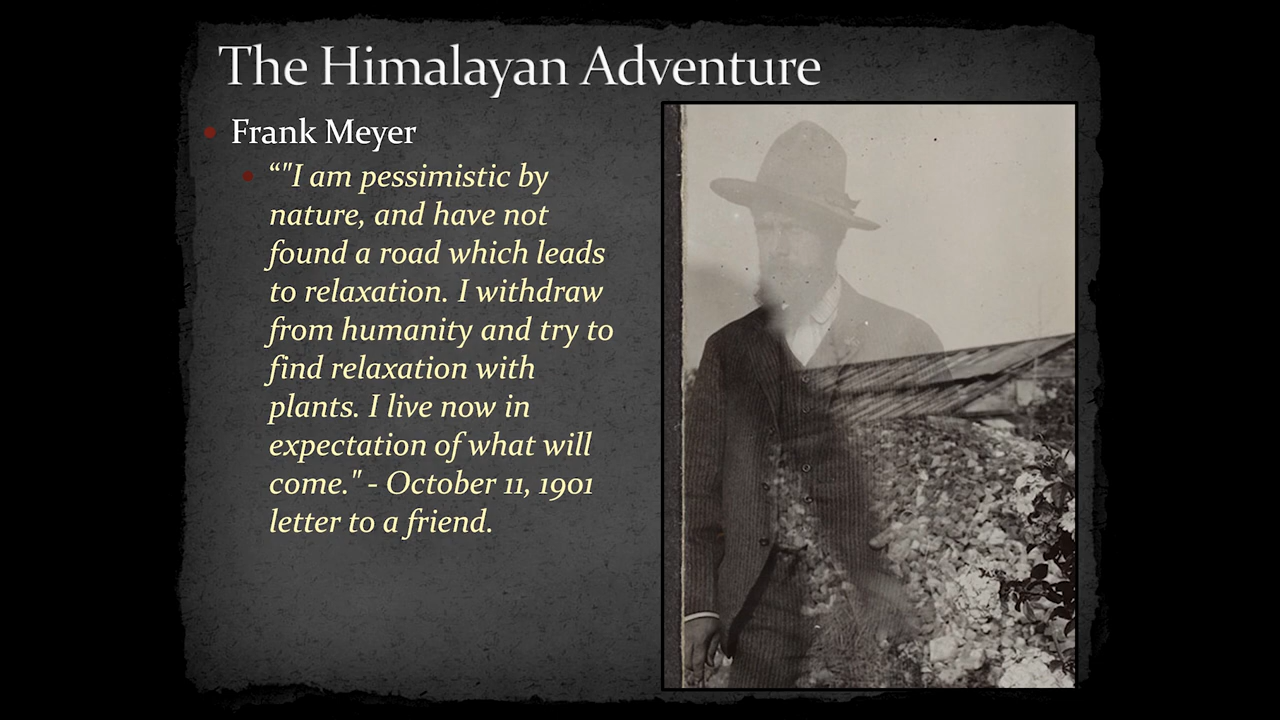 The Himalayan Adventure
Frank Meyer
“"I am pessimistic by
nature, and have not
found a road which leads
to relaxation. I withdraw
from humanity and try to
find relaxation with
plants. I live now in
expectation of what will
come." - October 11, 1901
letter to a friend.